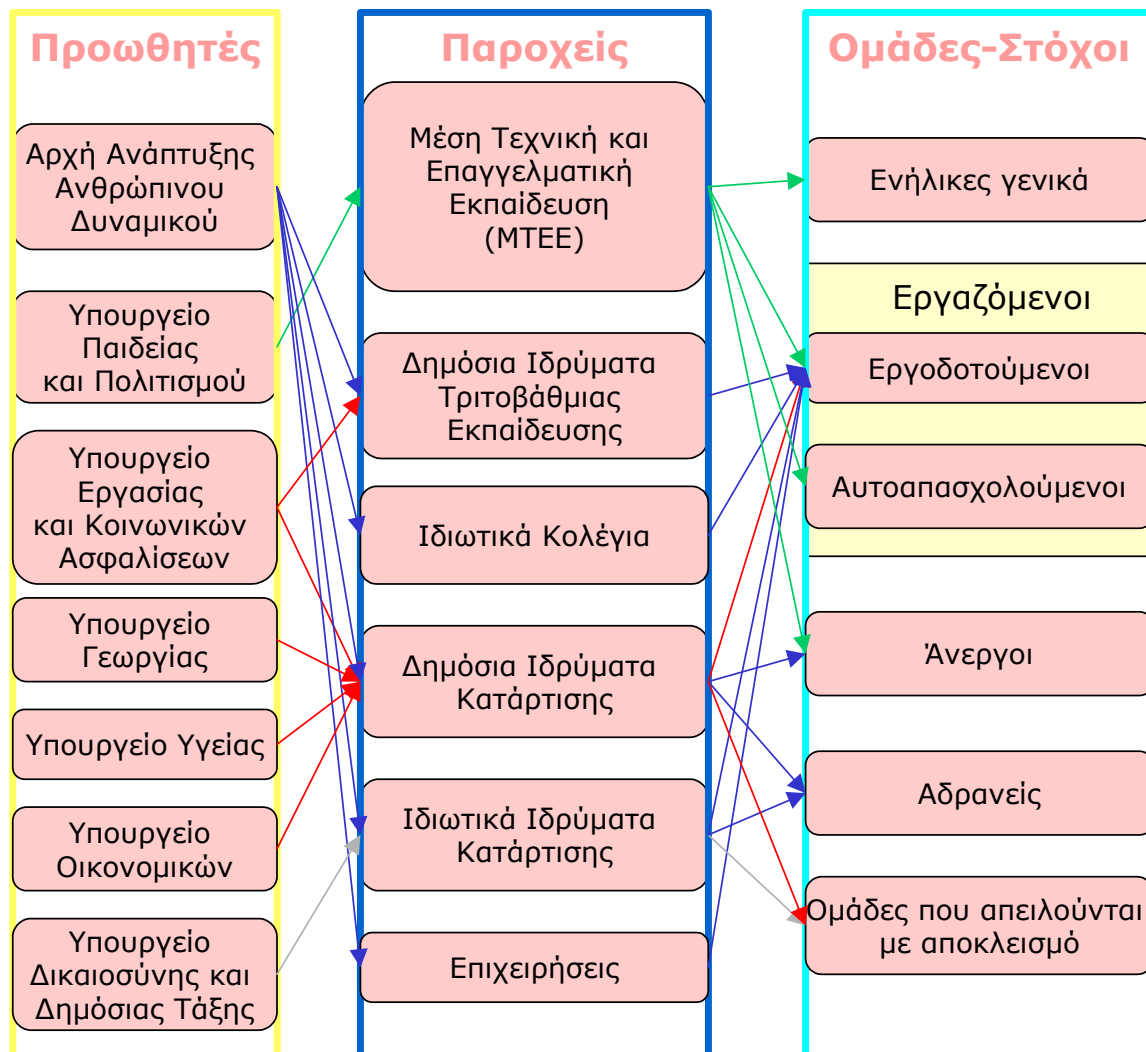 Προωθητές
Αρχή Ανάπτυξης
Ανθρώπινου
Δυναμικού
Υπουργείο
Παιδείας
και Πολιτισμού
Υπουργείο
Εργασίας
και Κοινωνικών
Ασφαλίσεων
Υπουργείο
Γεωργίας
Υπουργείο Υγείας
Υπουργείο
Οικονομικών
Υπουργείο
Δικαιοσύνης και
Δημόσιας Τάξης
Παροχείς
Μέση Τεχνική και
Επαγγελματική
Εκπαίδευση
(ΜΤΕΕ)
Δημόσια Ιδρύματα
Τριτοβάθμιας
Εκπαίδευσης
Ιδιωτικά Κολέγια
Δημόσια Ιδρύματα
Κατάρτισης
Ιδιωτικά Ιδρύματα
Κατάρτισης
Επιχειρήσεις
Ομάδες-Στόχοι
Ενήλικες γενικά
Εργαζόμενοι
Εργοδοτούμενοι
Αυτοαπασχολούμενοι
Άνεργοι
Αδρανείς
Ομάδες που απειλούνται
με αποκλεισμό